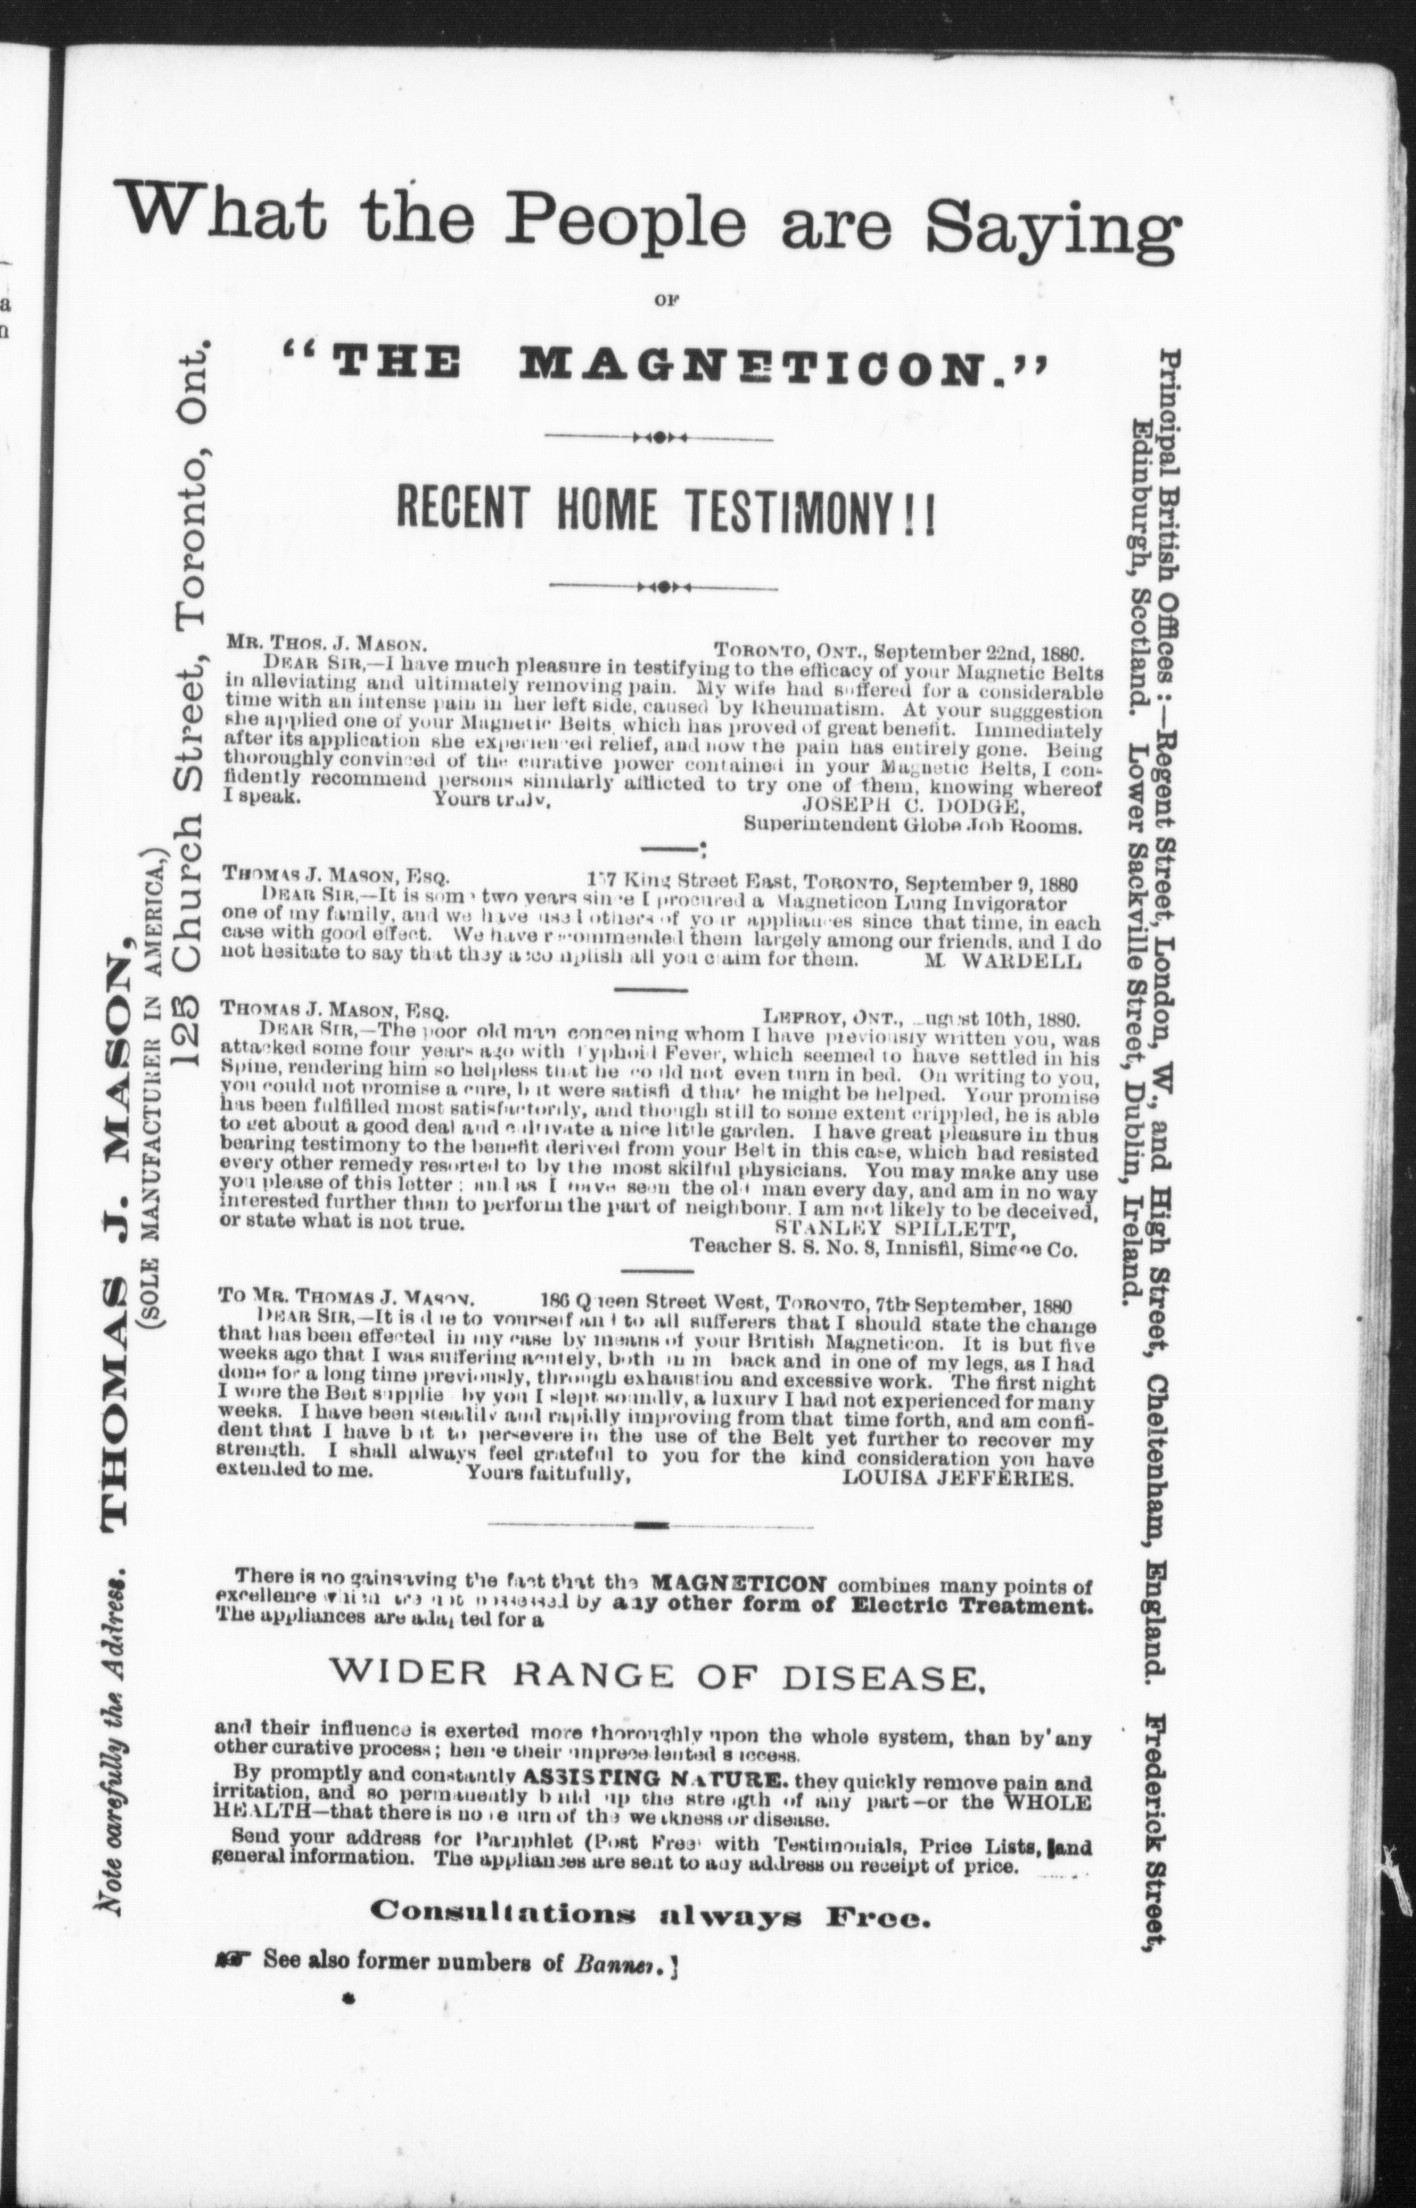 What the People are Saying
OF
"THE MAGNETICON."
RECENT HOME TESTIMONY!!
MR. THOS. J. MASON. TORONTO, ONT., September 22nd, 1880.
DEAR SIR,—I have much pleasure in testifying to the efficacy of your Magnetic Belts
in alleviating and ultimately removing pain. My wife had suffered for a considerable
time with an intense pain in her left side, caused by Rheumatism. At your sugggestion
she applied one of your Magnetic Belts, which has proved of great benefit. Immediately
after its application she experienced relief, and now the pain has entirely gone. Being
thoroughly convinced of the curative power contained in your Magnetic Belts, I con-
fidently recommend persons similarly afflicted to try one of them, knowing whereof
I speak. Yours truly,
JOSEPH C. DODGE,
Superintendent Globe Job Rooms.
THOMAS J. MASON, ESQ. King Street East, TORONTO, September 9, 1880
DEAR SIR,—It is some two years since I procured a Magneticon Lung Invigorator
one of my family, and we have used others of your appliances since that time, in each
case with good effect. We have recommended them largely among our friends, and I do
not hesitate to say that they accomplish all you claim for them. M. WARDELL
THOMAS J. MASON, ESQ. LEFROY, ONT., August 10th, 1880.
DEAR SIR,—The poor old man concerning whom I have previously written you, was
attacked some four years ago with Typhoid Fever, which seemed to have settled in his
Spine, rendering him so helpless that he could not even turn in bed. On writing to you,
you could not promise a cure, but were satisfied that he might be helped. Your promise
has been fulfilled most satisfactorily, and though still to some extent crippled, he is able
to get about a good deal and cultivate a nice little garden. I have great pleasure in thus
bearing testimony to the benefit derived from your Belt in this case, which had resisted
every other remedy resorted to by the most skilful physicians. You may make any use
you please of this letter; and as I have seen the old man every day, and am in no way
interested further than to perform the part of neighbour, I am not likely to be deceived,
or state what is not true.
STANLEY SPILLETT,
Teacher S. S. No. 8, Innisfil, Simcoe Co.
To MR. THOMAS J. MASON. 186 Queen Street West, TORONTO, 7th September, 1880
DEAR SIR,—It is due to yourself and to all sufferers that I should state the change
that has been effected in my case by means of your British Magneticon. It is but five
weeks ago that I was suffering acutely, both in m back and in one of my legs, as I had
done for a long time previously, through exhaustion and excessive work. The first night
I wore the Belt supplied by you I slept soundly, a luxury I had not experienced for many
weeks. I have been steadily and rapidly improving from that time forth, and am confi-
dent that I have but to persevere in the use of the Belt yet further to recover my
strength. I shall always feel grateful to you for the kind consideration you have
extended to me. Yours faithfully, LOUISA JEFFERIES.
There is no gainsaying the fact that the MAGNETICON combines many points of
excellence which are not possessed by any other form of Electric Treatment.
The appliances are adapted for a
WIDER RANGE OF DISEASE,
and their influence is exerted more thoroughly upon the whole system, than by any
other curative process; hence their unprecedented success.
By promptly and constantly ASSISTING NATURE, they quickly remove pain and
irritation, and so permanently build up the strength of any part—or the WHOLE
HEALTH—that there is no return of the weakness or disease.
Send your address for Pamphlet (Post Free) with Testimonials, Price Lists, and
general information. The appliances are sent to any address on receipt of price.
Consultations always Free.
☞ See also former numbers of Banner.]
Note carefully the Address. THOMAS J. MASON,
(SOLE MANUFACTURER IN AMERICA,)
125 Church Street, Toronto, Ont.
Principal British Offices:—Regent Street, London, W., and High Street, Cheltenham, England. Frederick Street,
Edinburgh, Scotland. Lower Sackville Street, Dublin, Ireland.